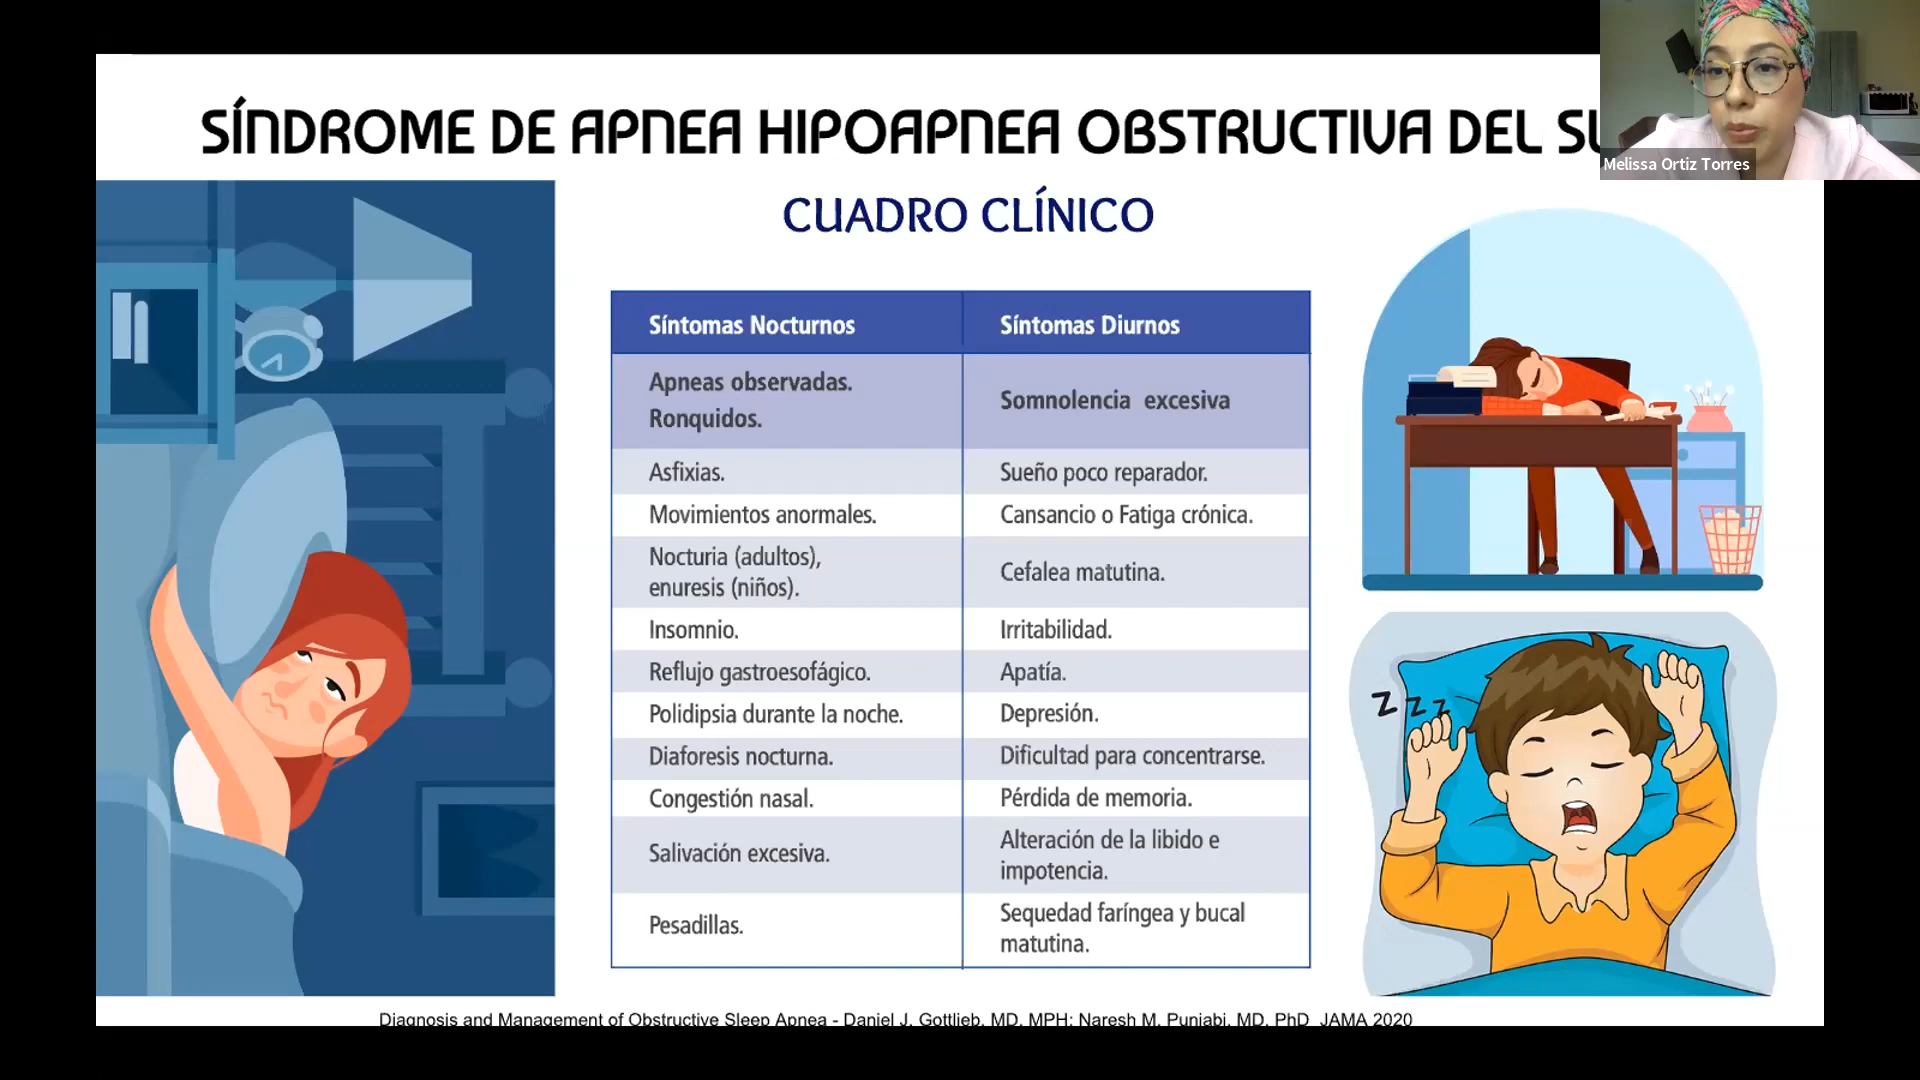 SÍNDROME DE APNEA HIPOAPNEA OBSTRUCTIVA DEL
Melissa Ortiz Torres
CUADRO CLÍNICO
Síntomas Nocturnos
Síntomas Diurnos
Apneas observadas.
Ronquidos.
Somnolencia excesiva
Asfixias.
Sueño poco reparador.
Movimientos anormales.
Cansancio o Fatiga crónica.
Nocturia (adultos),
enuresis (niños).
Cefalea matutina.
Insomnio.
Irritabilidad.
Reflujo gastroesofágico.
Apatía.
Polidipsia durante la noche.
Depresión.
Diaforesis nocturna.
Dificultad para concentrarse.
Congestión nasal.
Pérdida de memoria.
Salivación excesiva.
Alteración de la libido e
impotencia.
Pesadillas.
Sequedad faríngea y bucal
matutina.
Z Z Z
Diagnosis and Management of Obstructive Sleep Apnea - Daniel J. Gottlieb, MD, MPH; Naresh M. Punjabi, MD, PhD JAMA 2020